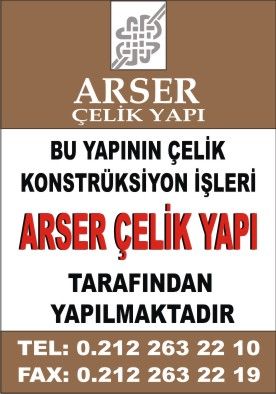 ARSER
ÇELİK YAPI
BU YAPININ ÇELİK
KONSTRÜKSİYON İŞLERİ
ARSER ÇELİK YAPI
TARAFINDAN
YAPILMAKTADIR
TEL: 0.212 263 22 10
FAX: 0.212 263 22 19